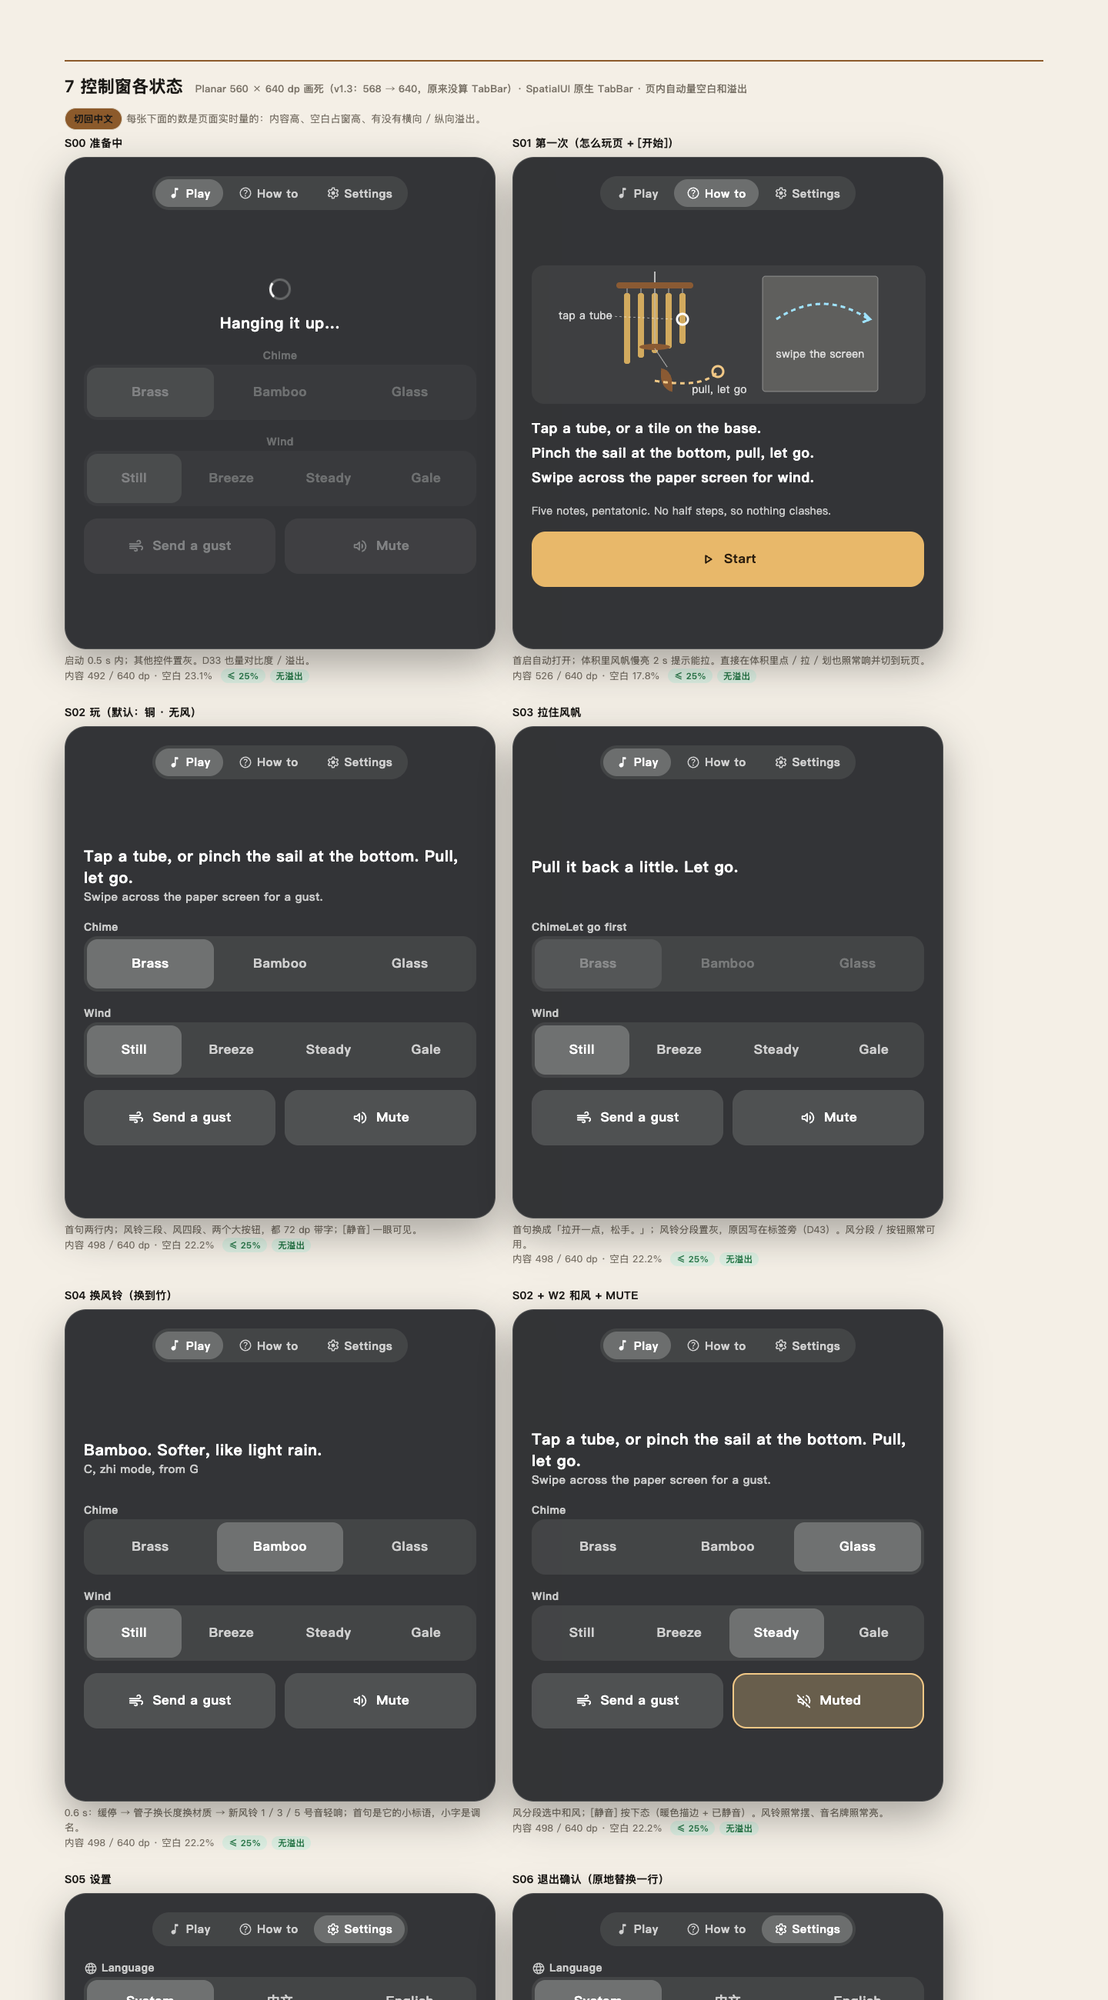 7 控制窗各状态 Planar 560 × 640 dp 画死（v1.3：568 → 640，原来没算 TabBar）· SpatialUI 原生 TabBar · 页内自动量空白和溢出
切回中文 每张下面的数是页面实时量的：内容高、空白占窗高、有没有横向 / 纵向溢出。
S00 准备中
Play How to Settings
Hanging it up...
Chime
Brass Bamboo Glass
Wind
Still Breeze Steady Gale
Send a gust Mute
启动 0.5 s 内；其他控件置灰。D33 也量对比度 / 溢出。
内容 492 / 640 dp · 空白 23.1% ≤ 25% 无溢出
S01 第一次（怎么玩页 + [开始]）
Play How to Settings
tap a tube
swipe the screen
pull, let go
Tap a tube, or a tile on the base.
Pinch the sail at the bottom, pull, let go.
Swipe across the paper screen for wind.
Five notes, pentatonic. No half steps, so nothing clashes.
Start
首启自动打开；体积里风帆慢亮 2 s 提示能拉。直接在体积里点 / 拉 / 划也照常响并切到玩页。
内容 526 / 640 dp · 空白 17.8% ≤ 25% 无溢出
S02 玩（默认：铜 · 无风）
Play How to Settings
Tap a tube, or pinch the sail at the bottom. Pull,
let go.
Swipe across the paper screen for a gust.
Chime
Brass Bamboo Glass
Wind
Still Breeze Steady Gale
Send a gust Mute
首句两行内；风铃三段、风四段、两个大按钮，都 72 dp 带字；[静音] 一眼可见。
内容 498 / 640 dp · 空白 22.2% ≤ 25% 无溢出
S03 拉住风帆
Play How to Settings
Pull it back a little. Let go.
ChimeLet go first
Brass Bamboo Glass
Wind
Still Breeze Steady Gale
Send a gust Mute
首句换成「拉开一点，松手。」；风铃分段置灰，原因写在标签旁（D43）。风分段 / 按钮照常可
用。
内容 498 / 640 dp · 空白 22.2% ≤ 25% 无溢出
S04 换风铃（换到竹）
Play How to Settings
Bamboo. Softer, like light rain.
C, zhi mode, from G
Chime
Brass Bamboo Glass
Wind
Still Breeze Steady Gale
Send a gust Mute
0.6 s：缓停 → 管子换长度换材质 → 新风铃 1 / 3 / 5 号音轻响；首句是它的小标语，小字是调
名。
内容 498 / 640 dp · 空白 22.2% ≤ 25% 无溢出
S02 + W2 和风 + MUTE
Play How to Settings
Tap a tube, or pinch the sail at the bottom. Pull,
let go.
Swipe across the paper screen for a gust.
Chime
Brass Bamboo Glass
Wind
Still Breeze Steady Gale
Send a gust Muted
风分段选中和风；[静音] 按下态（暖色描边 + 已静音）。风铃照常摆、音名牌照常亮。
内容 498 / 640 dp · 空白 22.2% ≤ 25% 无溢出
S05 设置
Play How to Settings
Language
System 中文 English
S06 退出确认（原地替换一行）
Play How to Settings
Language
System 中文 English